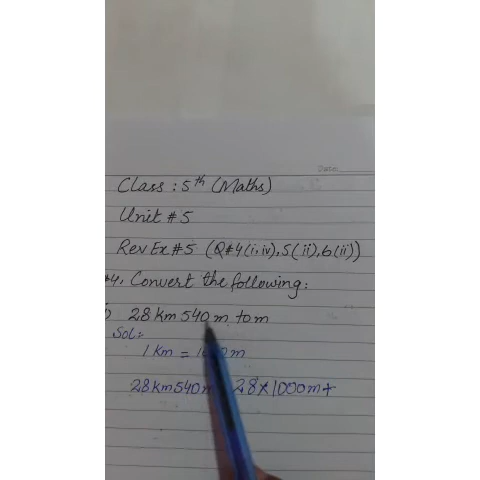 Date
Class : 5th (Maths)
Unit # 5
Rev Ex # 5 (Q#4(i,iv),5(ii),6(ii))
#4. Convert the following:
) 28 km 540 m to m
Sol:
1 Km = 1000 m
28 km 540 m 28×1000m+